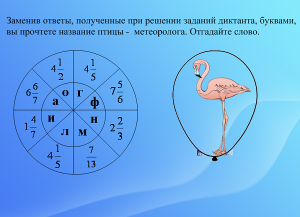 Заменив ответы, полученные при решении заданий диктанта, буквами,
вы прочтете название птицы - метеоролога. Отгадайте слово.
4 1/2
4 1/5
6 6/7
7 5/6
а о г ф
1 4/7
и
н
2 2/3
л м
4 1/5
7/13